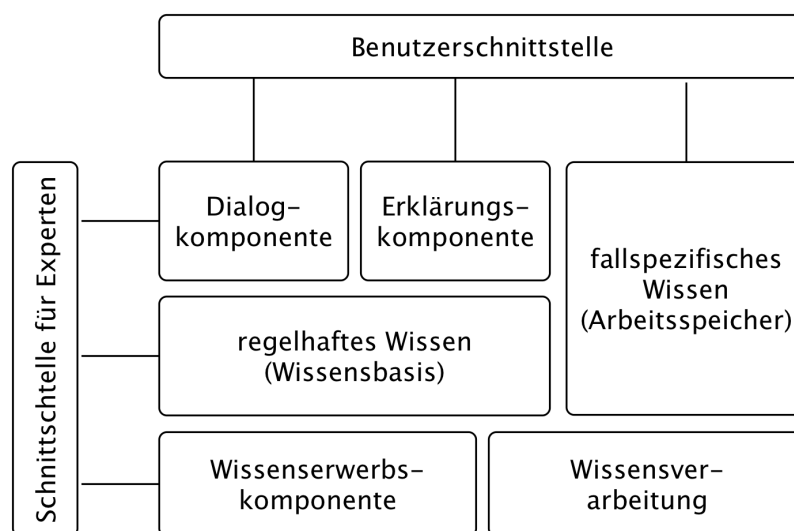 Benutzerschnittstelle
Schnittschtelle für Experten
Dialog-
komponente
Erklärungs-
komponente
fallspezifisches
Wissen
(Arbeitsspeicher)
regelhaftes Wissen
(Wissensbasis)
Wissenserwerbs-
komponente
Wissensver-
arbeitung